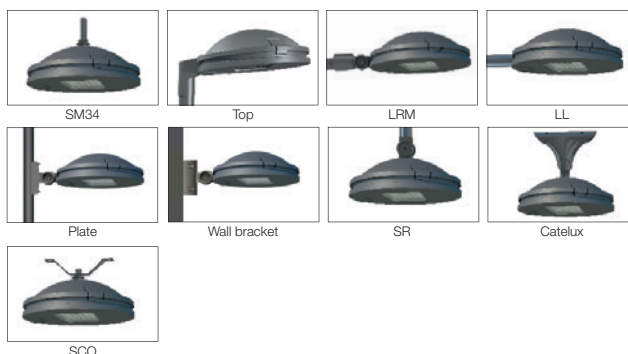 SM34
Top
LRM
LL
Plate
Wall bracket
SR
Catelux
SCO